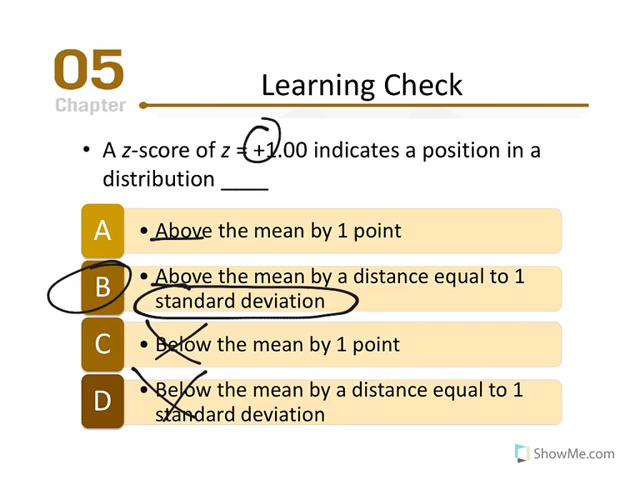 05
Chapter
Learning Check
• A z-score of z = +1.00 indicates a position in a
distribution ____
A
• Above the mean by 1 point
B
• Above the mean by a distance equal to 1
standard deviation
C
• Below the mean by 1 point
D
• Below the mean by a distance equal to 1
standard deviation
ShowMe.com